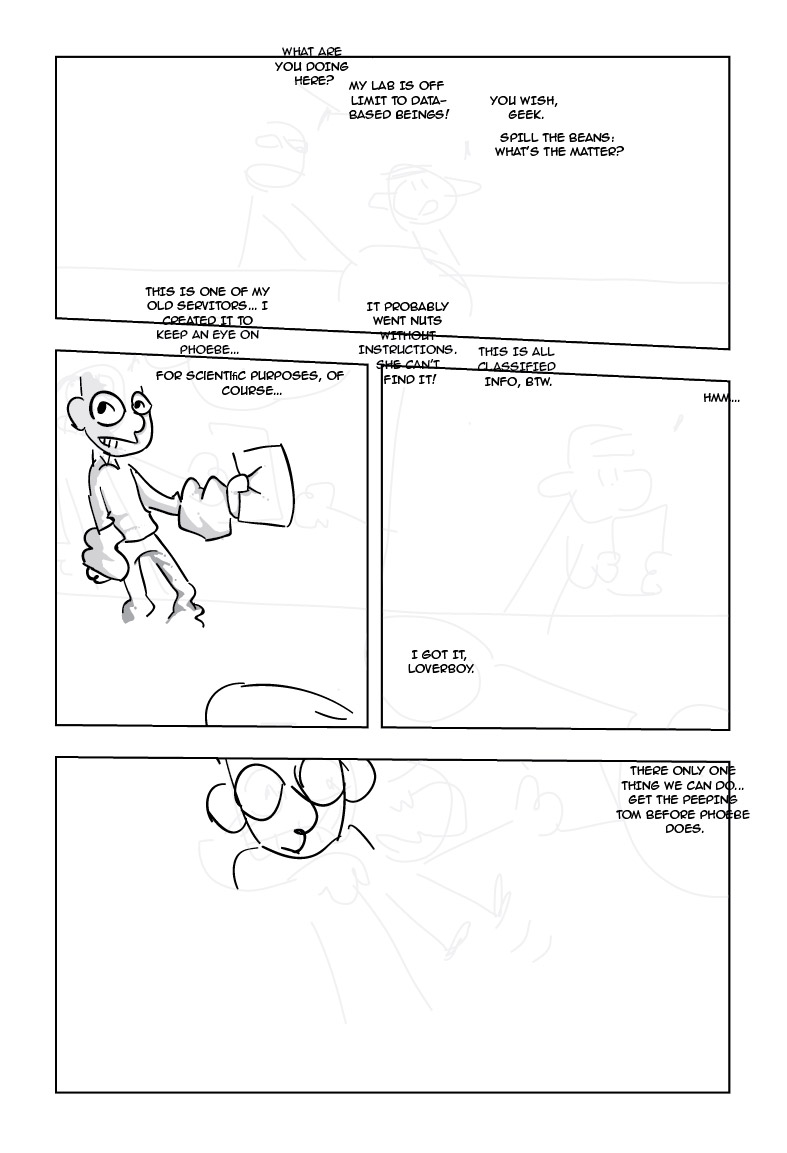 WHAT ARE
YOU DOING
HERE?
MY LAB IS OFF
LIMIT TO DATA-
BASED BEINGS!
YOU WISH,
GEEK.
SPILL THE BEANS:
WHAT'S THE MATTER?
THIS IS ONE OF MY
OLD SERVITORS... I
CREATED IT TO
KEEP AN EYE ON
PHOEBE...
FOR SCIENTIfiC PURPOSES, OF
COURSE...
IT PROBABLY
WENT NUTS
WITHOUT
INSTRUCTIONS.
SHE CAN'T
FIND IT!
THIS IS ALL
CLASSIFIED
INFO, BTW.
HMM...
I GOT IT,
LOVERBOY.
THERE ONLY ONE
THING WE CAN DO...
GET THE PEEPING
TOM BEFORE PHOEBE
DOES.